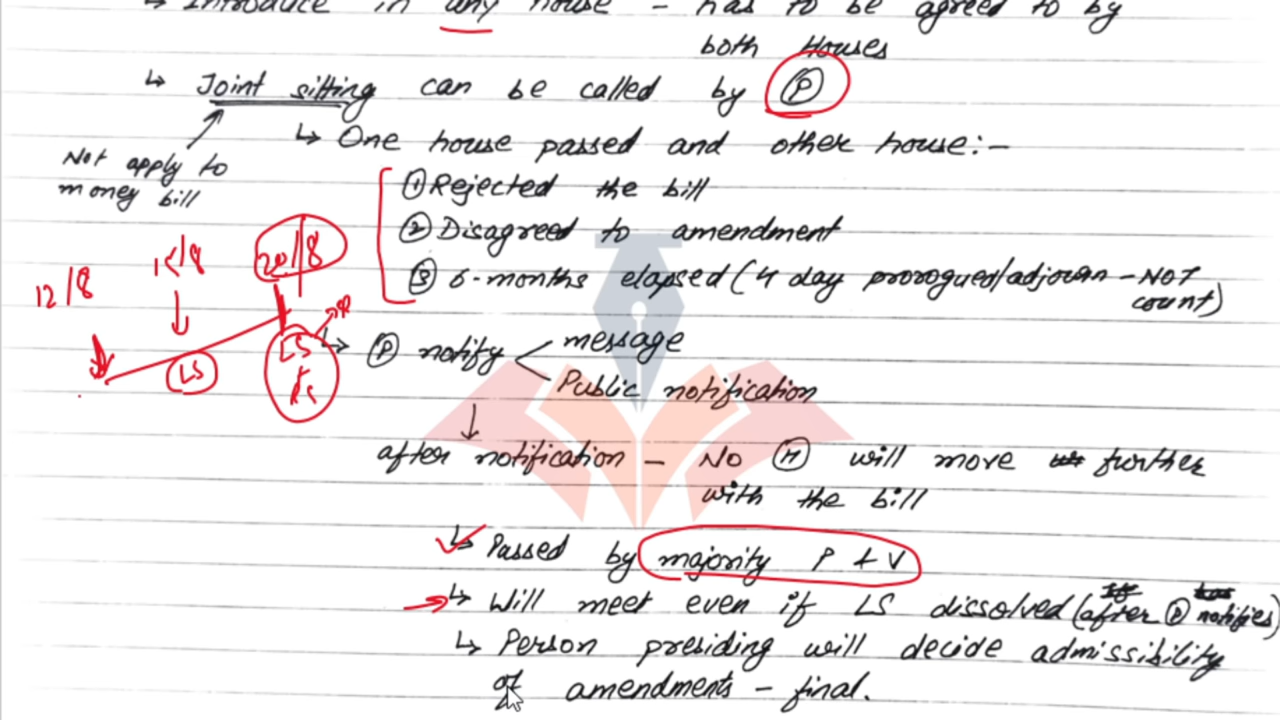 ↳ Introduce in any house - has to be agreed to by
both Houses
↳ Joint sitting can be called by Ⓟ
Not apply to
money bill
↳ One house passed and other house:-
① Rejected the bill
② Disagreed to amendment
③ 6-months elapsed (4 day prorogued/adjourn - NOT
count)
12/8
15/8
20/8
LS
LS
↳ Ⓟ notify
message
Public notification
↓
after notification - No Ⓗ will move further
with the bill
↳ Passed by majority P + V
↳ Will meet even if LS dissolved (after Ⓟ notifies)
↳ Person presiding will decide admissibility
of amendments - final.